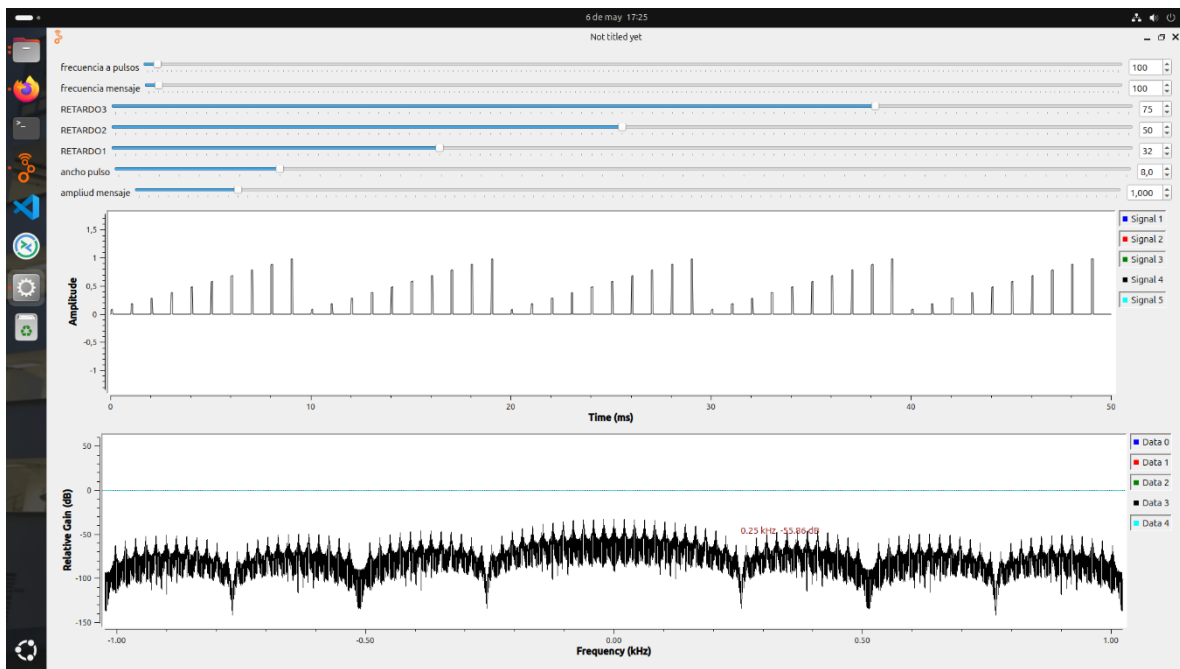 6 de may 17:25
Not titled yet
frecuencia a pulsos 100
frecuencia mensaje 100
RETARDO3 75
RETARDO2 50
RETARDO1 32
ancho pulso 8,0
ampliud mensaje 1,000
Amplitude
1,5
1
0,5
0
-0,5
-1
0 10 20 30 40 50
Time (ms)
Signal 1
Signal 2
Signal 3
Signal 4
Signal 5
Relative Gain (dB)
50
0
-50
-100
-150
0.25 kHz, -55.86 dB
-1.00 -0.50 0.00 0.50 1.00
Frequency (kHz)
Data 0
Data 1
Data 2
Data 3
Data 4